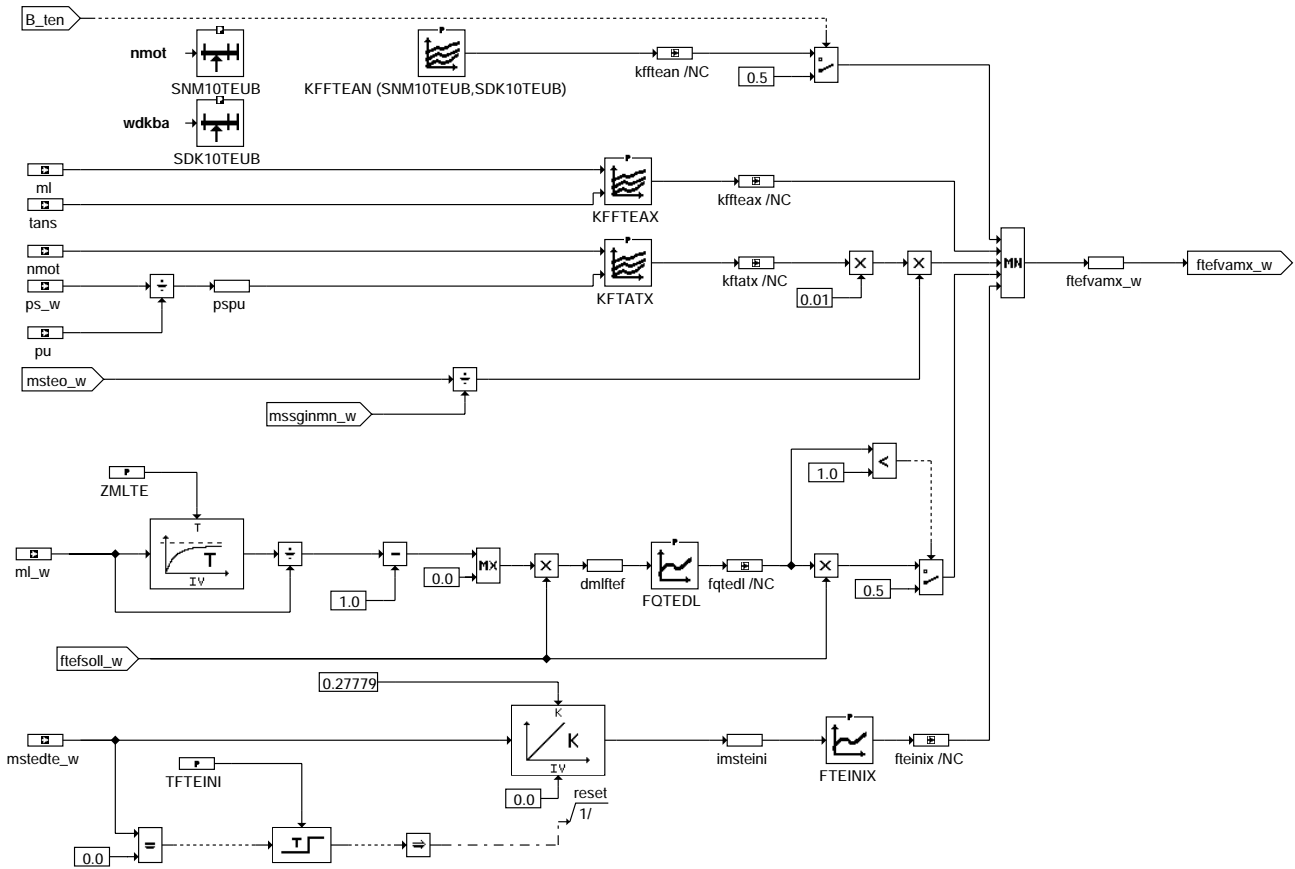 B_ten
P
P
nmot
SNM10TEUB
KFFTEAN (SNM10TEUB,SDK10TEUB)
kfftean /NC
0.5
P
wdkba
SDK10TEUB
P
ml
tans
KFFTEAX
kffteax /NC
P
nmot
ps_w
pspu
KFTATX
kftatx /NC
0.01
MN
ftefvamx_w
ftefvamx_w
pu
msteo_w
mssginmn_w
P
ZMLTE
1.0
<
T
T
IV
ml_w
1.0
0.0
MX
dmlftef
P
FQTEDL
fqtedl /NC
0.5
ftefsoll_w
0.27779
K
K
IV
mstedte_w
P
TFTEINI
imsteini
P
FTEINIX
fteinix /NC
0.0
reset
1/
T
=
0.0